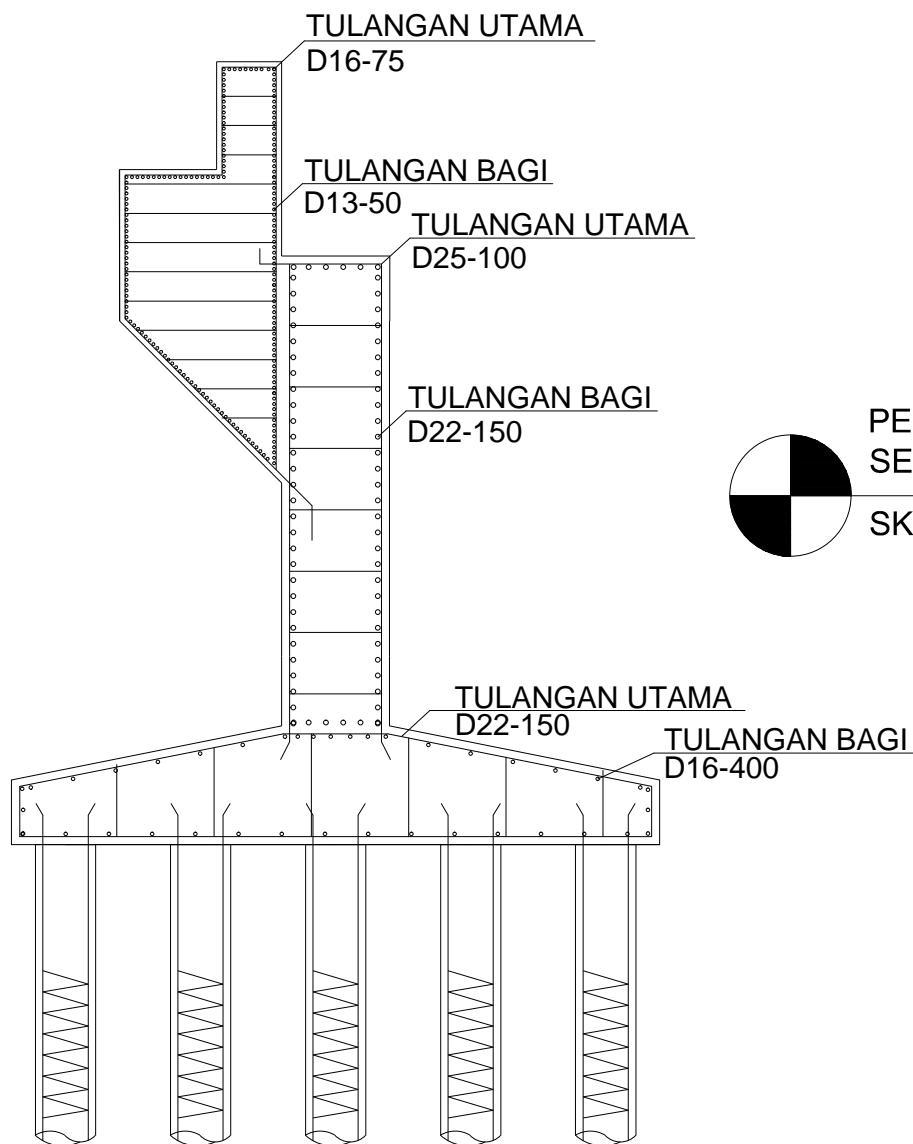 TULANGAN UTAMA
D16-75
TULANGAN BAGI
D13-50
TULANGAN UTAMA
D25-100
TULANGAN BAGI
D22-150
PE
SE
SK
TULANGAN UTAMA
D22-150
TULANGAN BAGI
D16-400